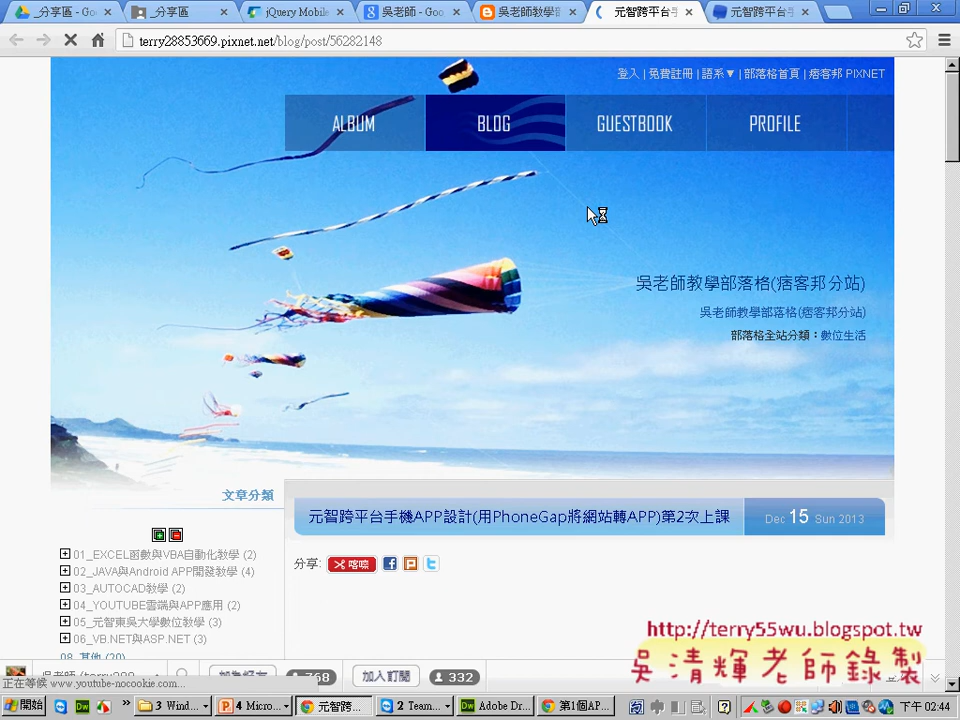 _分享區 - Goo
_分享區
jQuery Mobile
吳老師 - Goo
吳老師教學部
元智跨平台手
元智跨平台手
terry28853669.pixnet.net/blog/post/56282148
登入 | 免費註冊 | 語系▼ | 部落格首頁 | 痞客邦 PIXNET
ALBUM
BLOG
GUESTBOOK
PROFILE
吳老師教學部落格(痞客邦分站)
吳老師教學部落格(痞客邦分站)
部落格全站分類：數位生活
文章分類
元智跨平台手機APP設計(用PhoneGap將網站轉APP)第2次上課
Dec 15 Sun 2013
分享:
喀嚓
01_EXCEL函數與VBA自動化教學 (2)
02_JAVA與Android APP開發教學 (4)
03_AUTOCAD教學 (2)
04_YOUTUBE雲端與APP應用 (2)
05_元智東吳大學數位教學 (3)
06_VB.NET與ASP.NET (3)
08_其他 (20)
http://terry55wu.blogspot.tw
吳清輝老師錄製
768
加入訂閱
332
正在等候 www.youtube-nocookie.com...
開始
3 Wind...
4 Micro...
元智跨...
2 Team...
Adobe Dr...
第1個AP...
下午 02:44